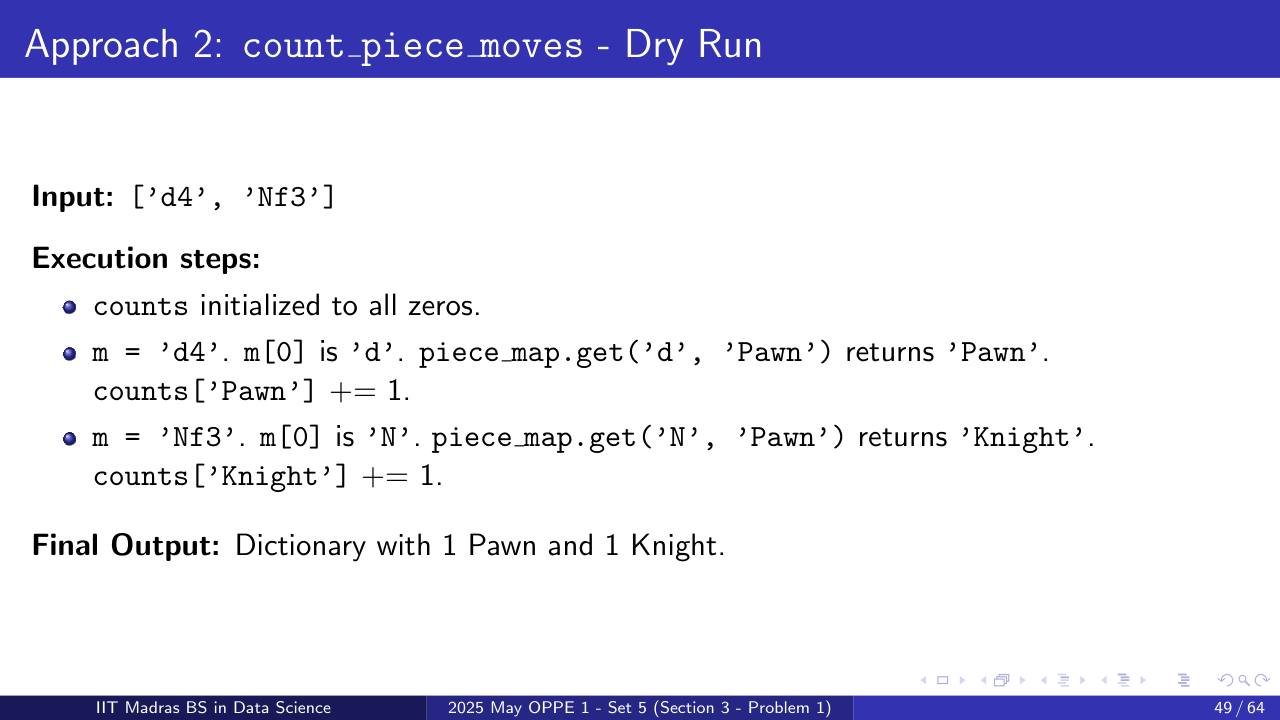 Approach 2: count_piece_moves - Dry Run
Input: ['d4', 'Nf3']
Execution steps:
counts initialized to all zeros.
m = 'd4'. m[0] is 'd'. piece_map.get('d', 'Pawn') returns 'Pawn'.
counts['Pawn'] += 1.
m = 'Nf3'. m[0] is 'N'. piece_map.get('N', 'Pawn') returns 'Knight'.
counts['Knight'] += 1.
Final Output: Dictionary with 1 Pawn and 1 Knight.
IIT Madras BS in Data Science 2025 May OPPE 1 - Set 5 (Section 3 - Problem 1) 49 / 64